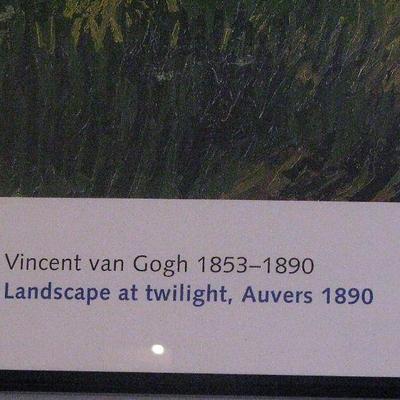 Vincent van Gogh 1853–1890
Landscape at twilight, Auvers 1890